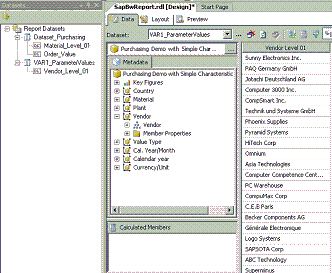 Datasets
Report Datasets
Dataset_Purchasing
Material_Level_01
Order_Value
VAR1_ParameterValues
Vendor_Level_01
SapBwReport.rdl [Design]*
Start Page
Data
Layout
Preview
Dataset:
VAR1_ParameterValues
Purchasing Demo with Simple Char...
Metadata
Purchasing Demo with Simple Characteristic
Key Figures
Country
Material
Plant
Vendor
Vendor
Member Properties
Value Type
Cal. Year/Month
Calendar year
Currency/Unit
Calculated Members
Vendor Level 01
Sunny Electronics Inc.
PAQ Germany GmbH
Jotachi Deutschland AG
Computer 3000 Inc.
CompSmart Inc.
Technik und Systeme GmbH
Phoenix Supplies
Pyramid Systems
HiTech Corp
Omnium
Asia Technologies
Computer Competence Cent...
PC Warehouse
CompuMax Corp
C.E.B Paris
Becker Components AG
Générale Electronique
Logo Systems
SAPSOTA Corp
ABC Technology
Superminus